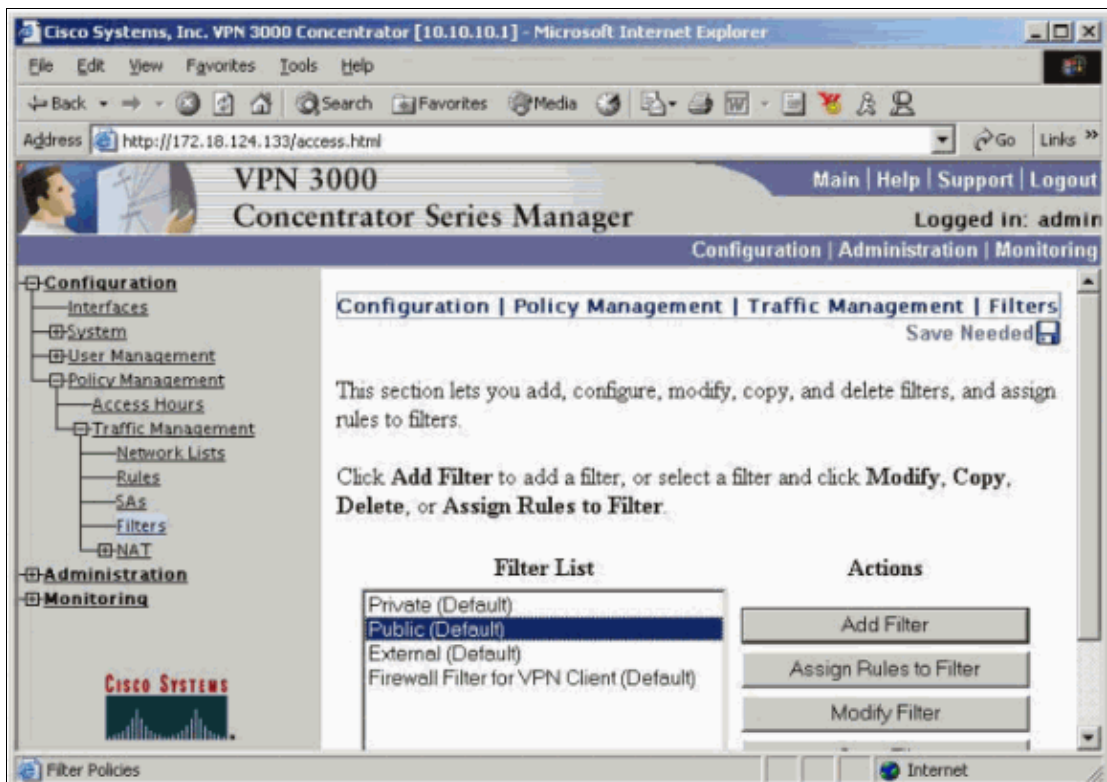 Cisco Systems, Inc. VPN 3000 Concentrator [10.10.10.1] - Microsoft Internet Explorer
File Edit View Favorites Tools Help
Back Search Favorites Media
Address http://172.18.124.133/access.html Go Links »
VPN 3000
Concentrator Series Manager
Main | Help | Support | Logout
Logged in: admin
Configuration | Administration | Monitoring
Configuration
Interfaces
System
User Management
Policy Management
Access Hours
Traffic Management
Network Lists
Rules
SAs
Filters
NAT
Administration
Monitoring
CISCO SYSTEMS
Configuration | Policy Management | Traffic Management | Filters
Save Needed
This section lets you add, configure, modify, copy, and delete filters, and assign
rules to filters.
Click Add Filter to add a filter, or select a filter and click Modify, Copy,
Delete, or Assign Rules to Filter.
Filter List
Private (Default)
Public (Default)
External (Default)
Firewall Filter for VPN Client (Default)
Actions
Add Filter
Assign Rules to Filter
Modify Filter
Filter Policies
Internet